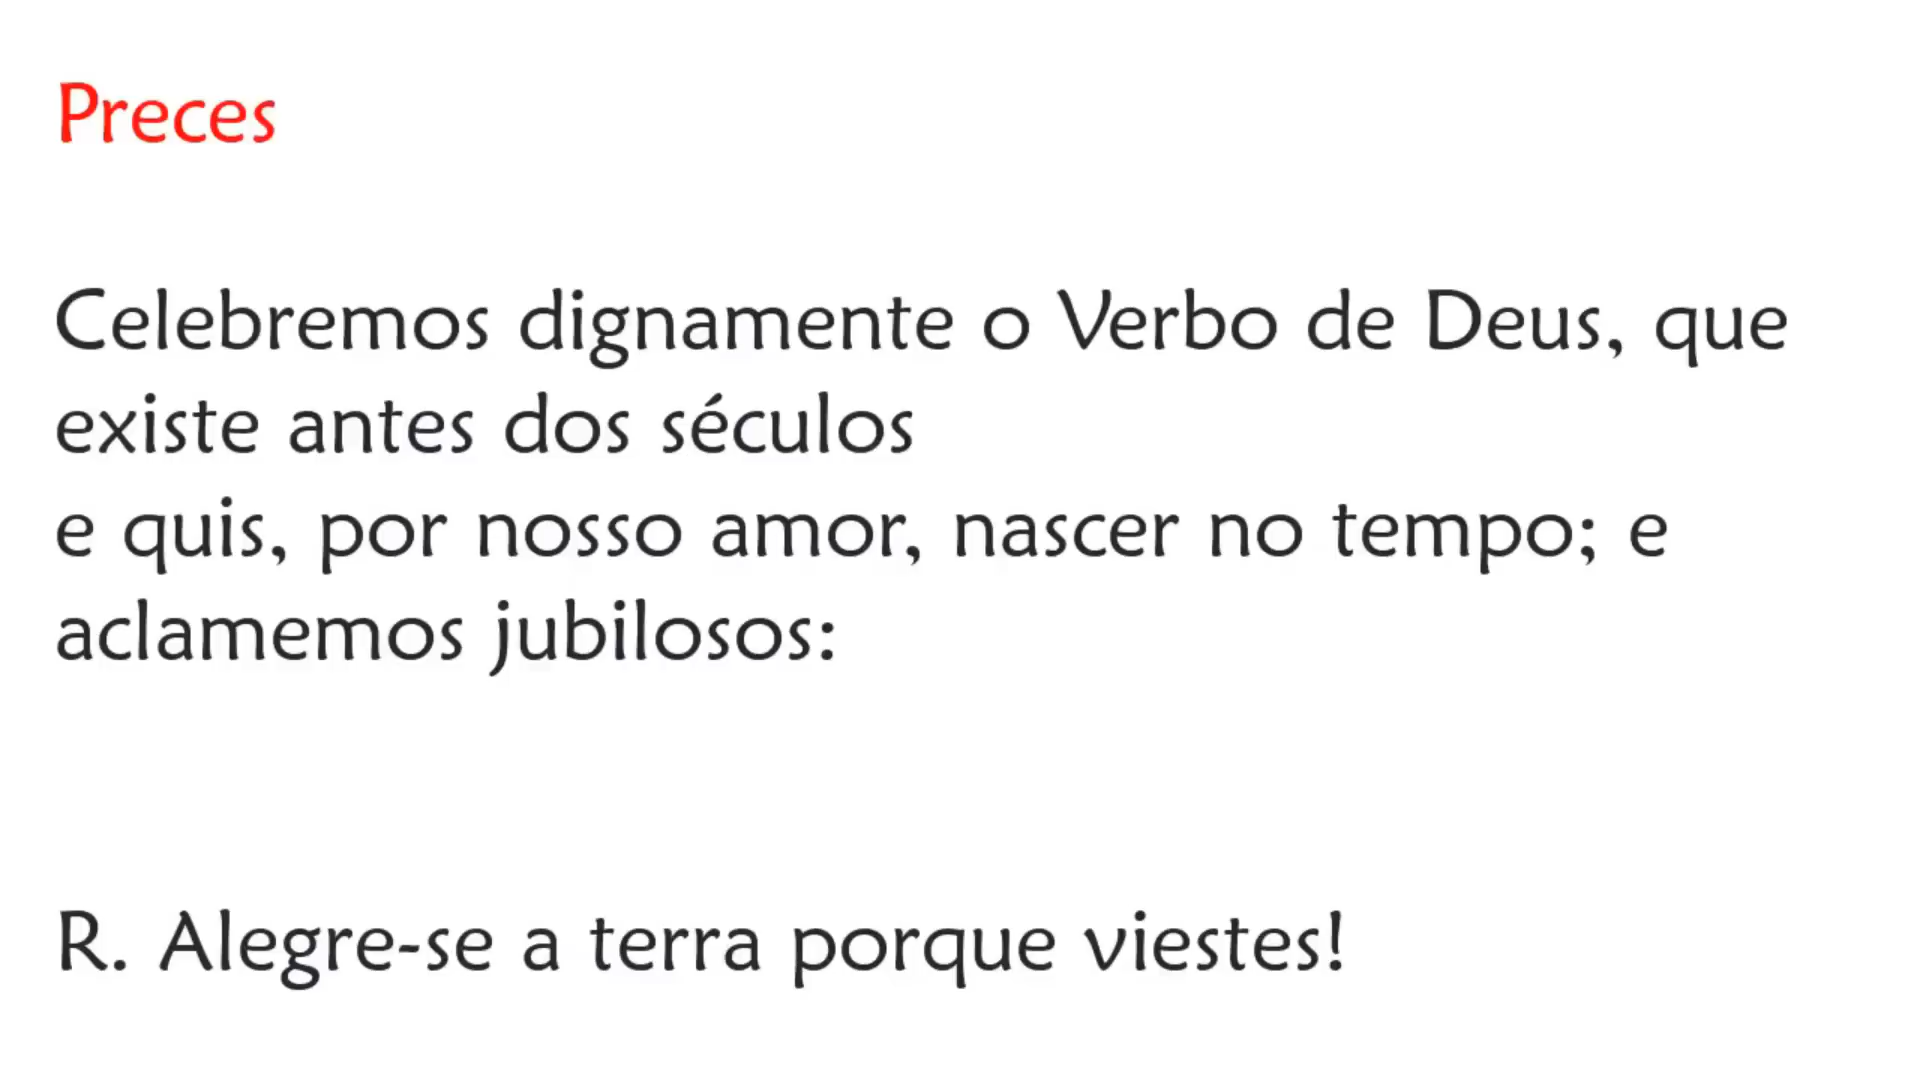 Preces
Celebremos dignamente o Verbo de Deus, que
existe antes dos séculos
e quis, por nosso amor, nascer no tempo; e
aclamemos jubilosos:
R. Alegre-se a terra porque viestes!